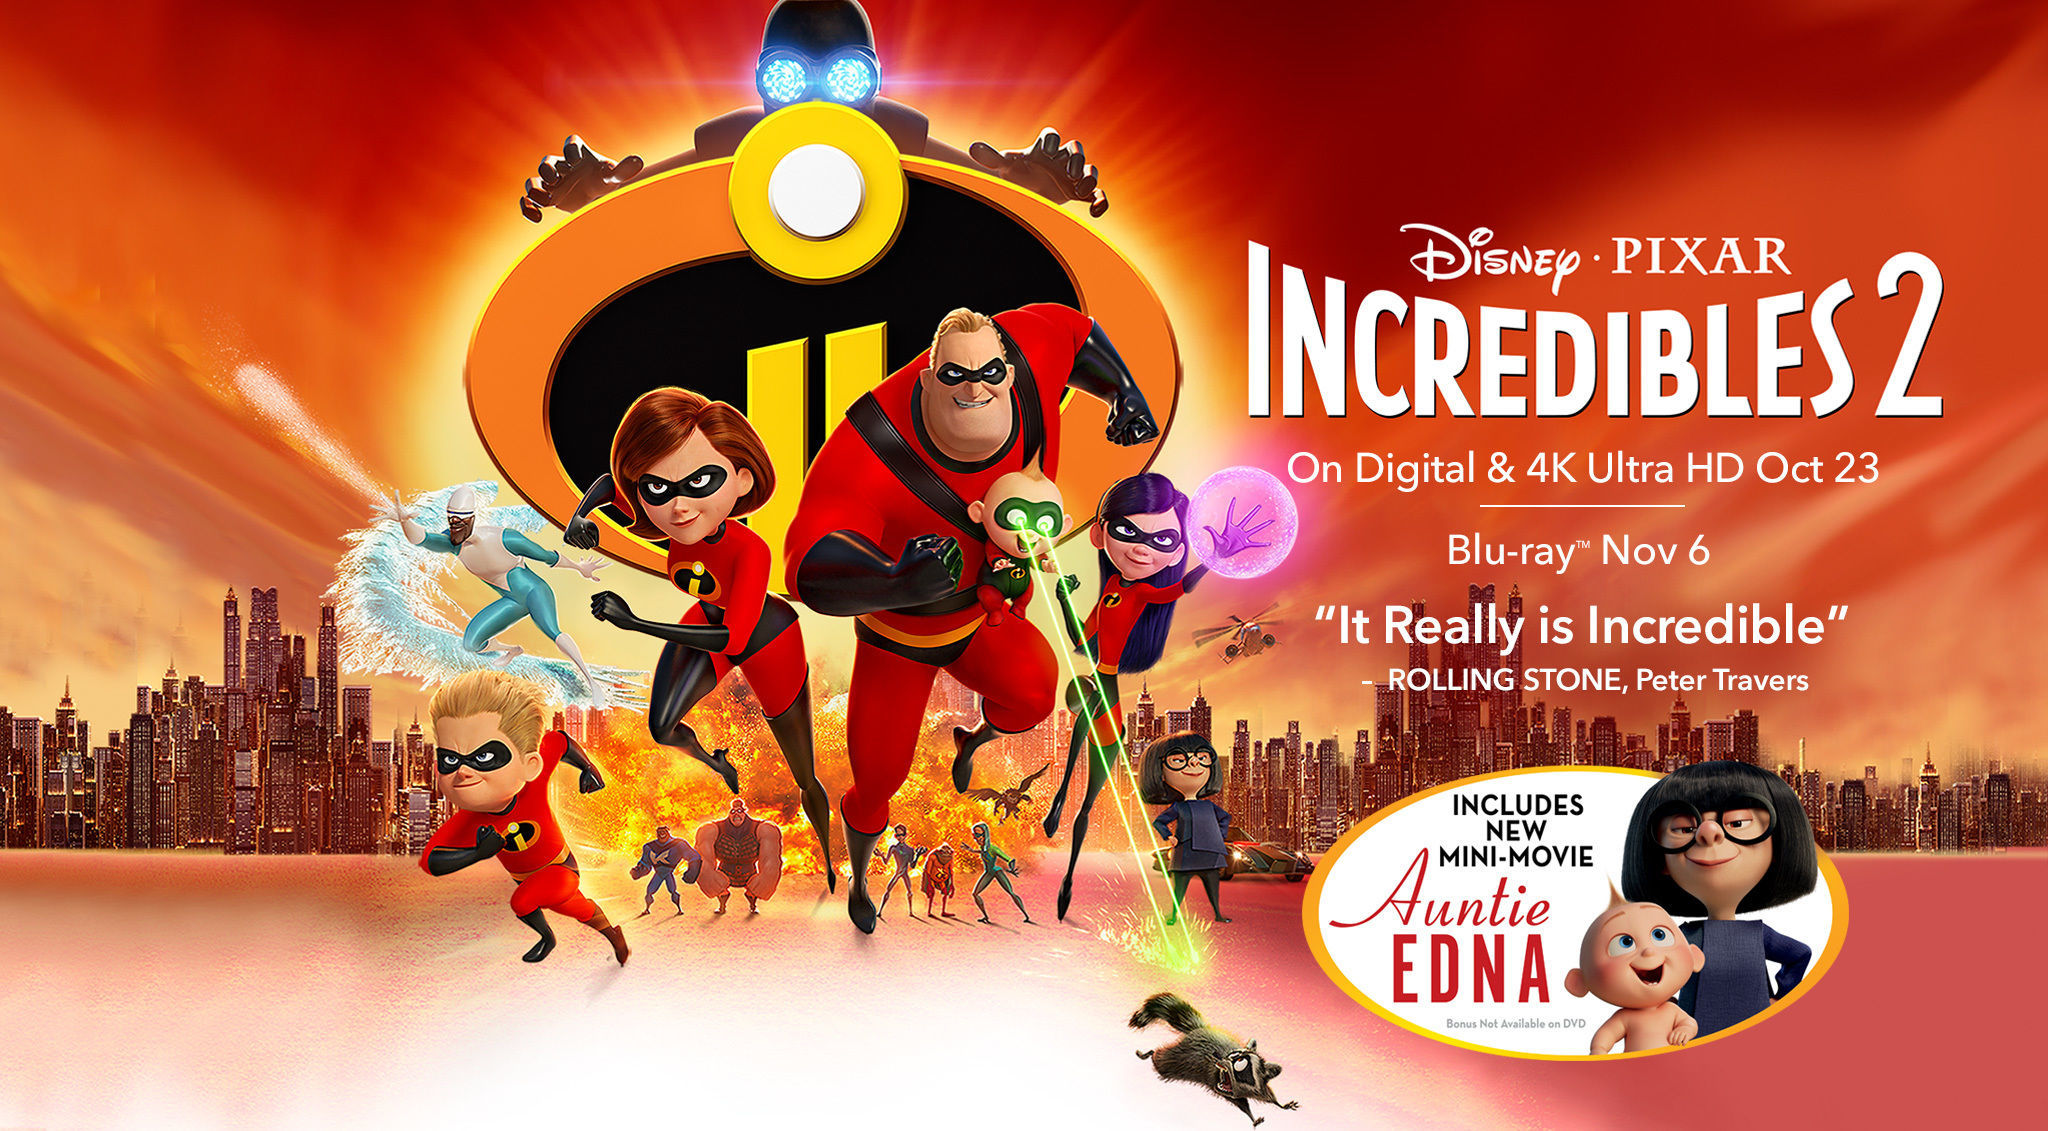 Disney · PIXAR
INCREDIBLES 2
On Digital & 4K Ultra HD Oct 23
Blu-ray™ Nov 6
“It Really is Incredible”
- ROLLING STONE, Peter Travers
INCLUDES
NEW
MINI-MOVIE
Auntie
EDNA
Bonus Not Available on DVD